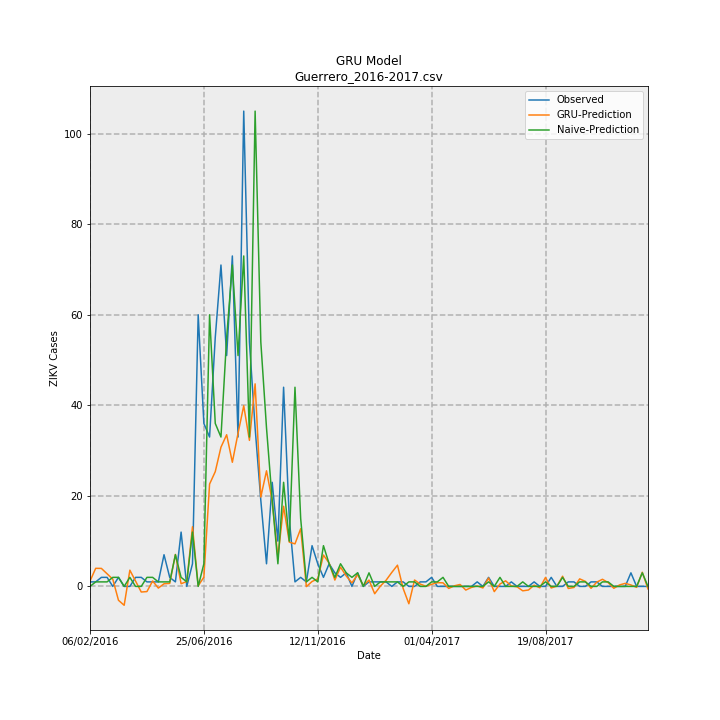 GRU Model
Guerrero_2016-2017.csv
Observed
GRU-Prediction
Naive-Prediction
100
80
60
40
20
0
ZIKV Cases
06/02/2016
25/06/2016
12/11/2016
01/04/2017
19/08/2017
Date